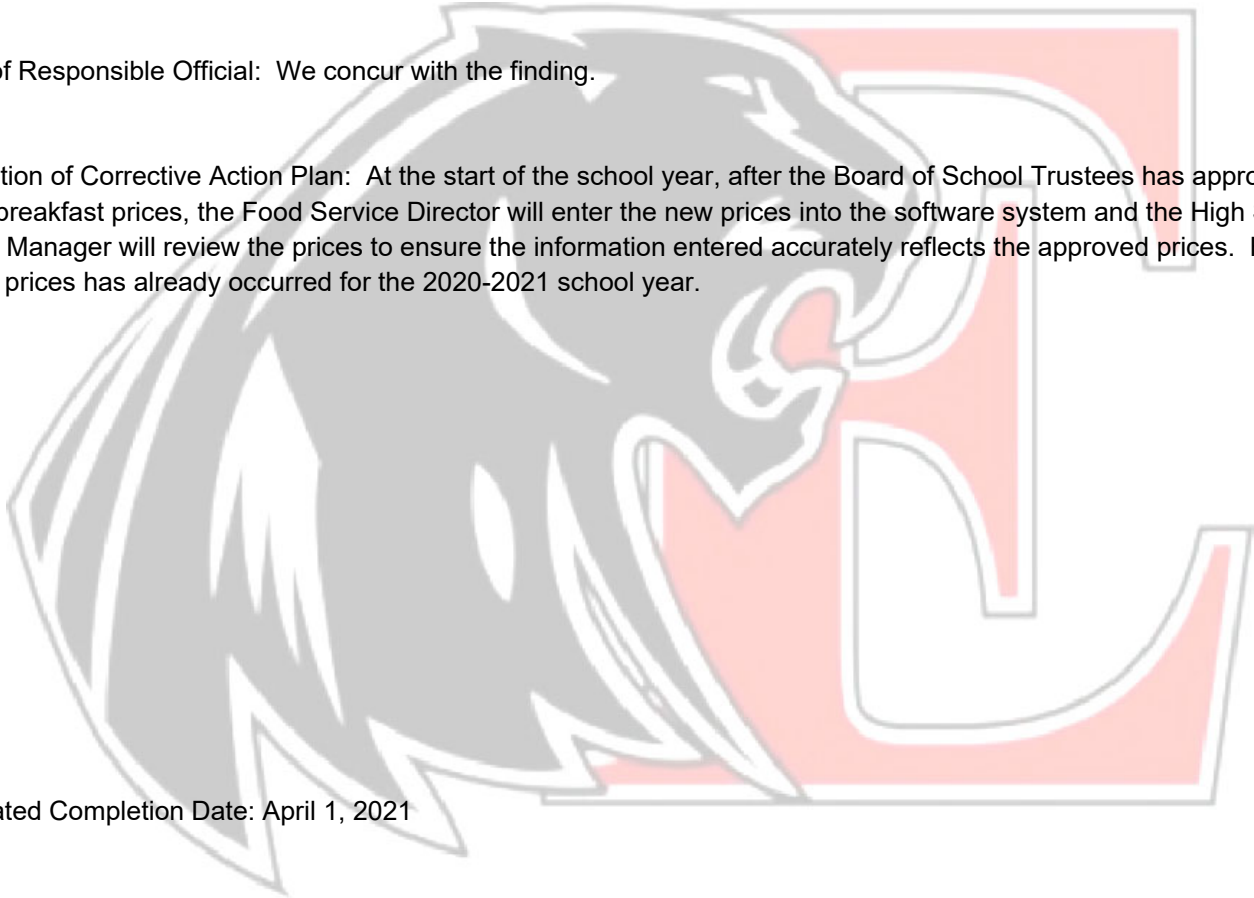 of Responsible Official:  We concur with the finding.
tion of Corrective Action Plan:  At the start of the school year, after the Board of School Trustees has appro
breakfast prices, the Food Service Director will enter the new prices into the software system and the High
Manager will review the prices to ensure the information entered accurately reflects the approved prices.
prices has already occurred for the 2020-2021 school year.
ated Completion Date: April 1, 2021
E